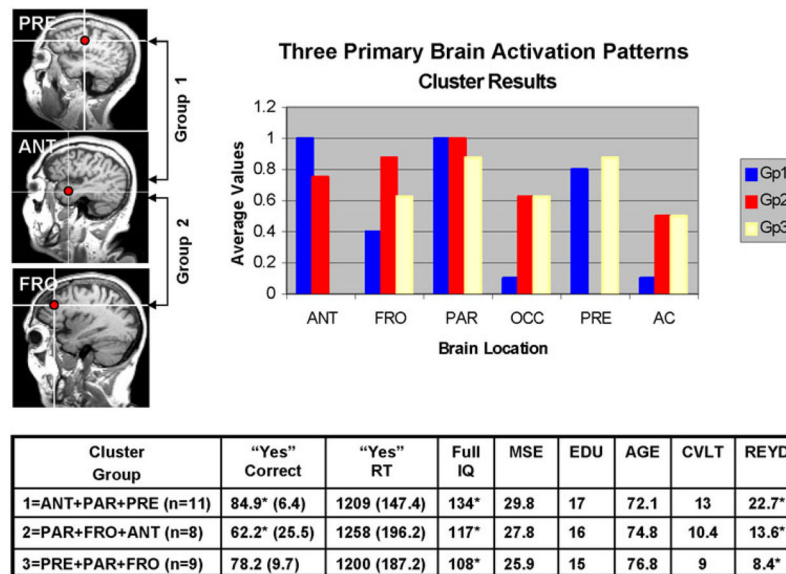 PRE
ANT
FRO
Group 1
Group 2
Three Primary Brain Activation Patterns
Cluster Results
Average Values
1.2
1
0.8
0.6
0.4
0.2
0
ANT FRO PAR OCC PRE AC
Brain Location
Gp1
Gp2
Gp3
Cluster Group "Yes" Correct "Yes" RT Full IQ MSE EDU AGE CVLT REYD
1=ANT+PAR+PRE (n=11) 84.9* (6.4) 1209 (147.4) 134* 29.8 17 72.1 13 22.7*
2=PAR+FRO+ANT (n=8) 62.2* (25.5) 1258 (196.2) 117* 27.8 16 74.8 10.4 13.6*
3=PRE+PAR+FRO (n=9) 78.2 (9.7) 1200 (187.2) 108* 25.9 15 76.8 9 8.4*